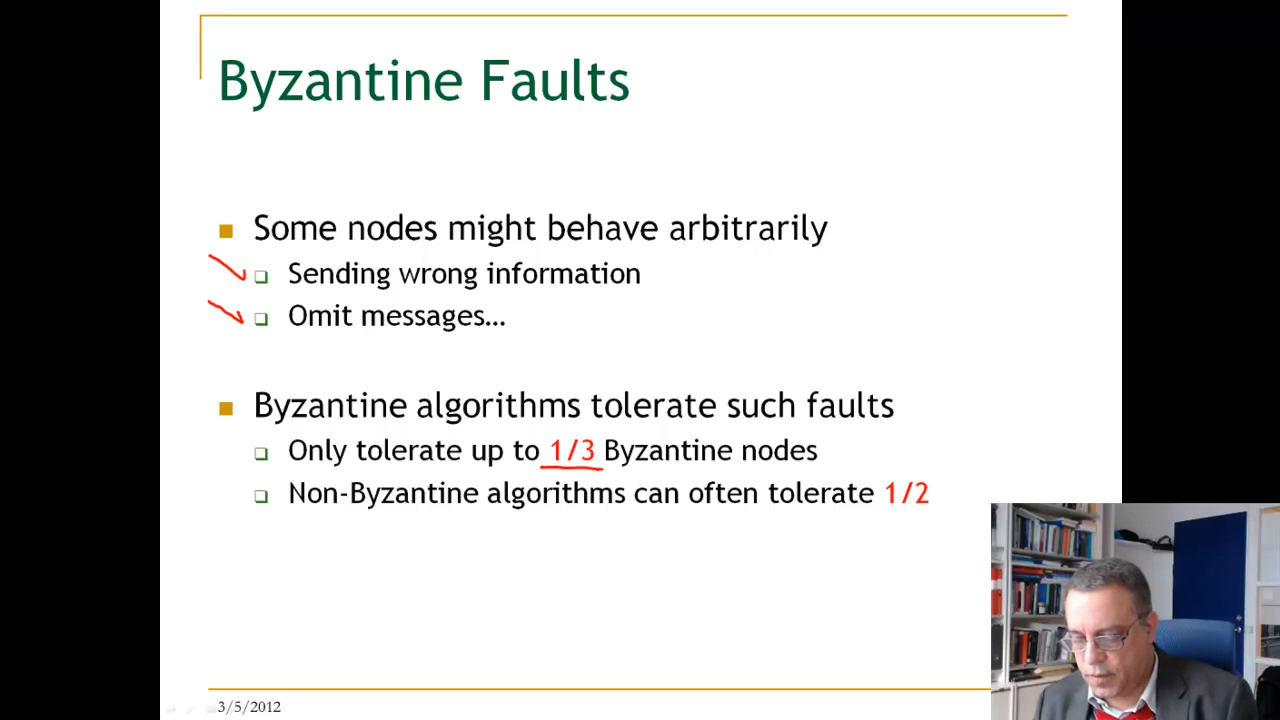 Byzantine Faults
Some nodes might behave arbitrarily
Sending wrong information
Omit messages…
Byzantine algorithms tolerate such faults
Only tolerate up to 1/3 Byzantine nodes
Non-Byzantine algorithms can often tolerate 1/2
3/5/2012